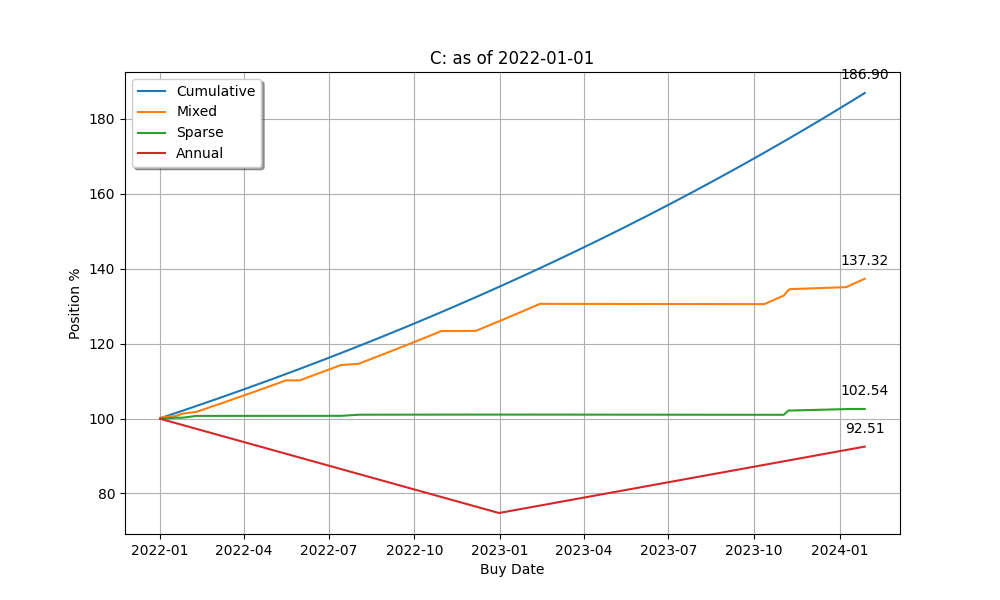 C: as of 2022-01-01
186.90
Cumulative
Mixed
Sparse
Annual
180
160
140
120
100
80
Position %
137.32
102.54
92.51
2022-01 2022-04 2022-07 2022-10 2023-01 2023-04 2023-07 2023-10 2024-01
Buy Date